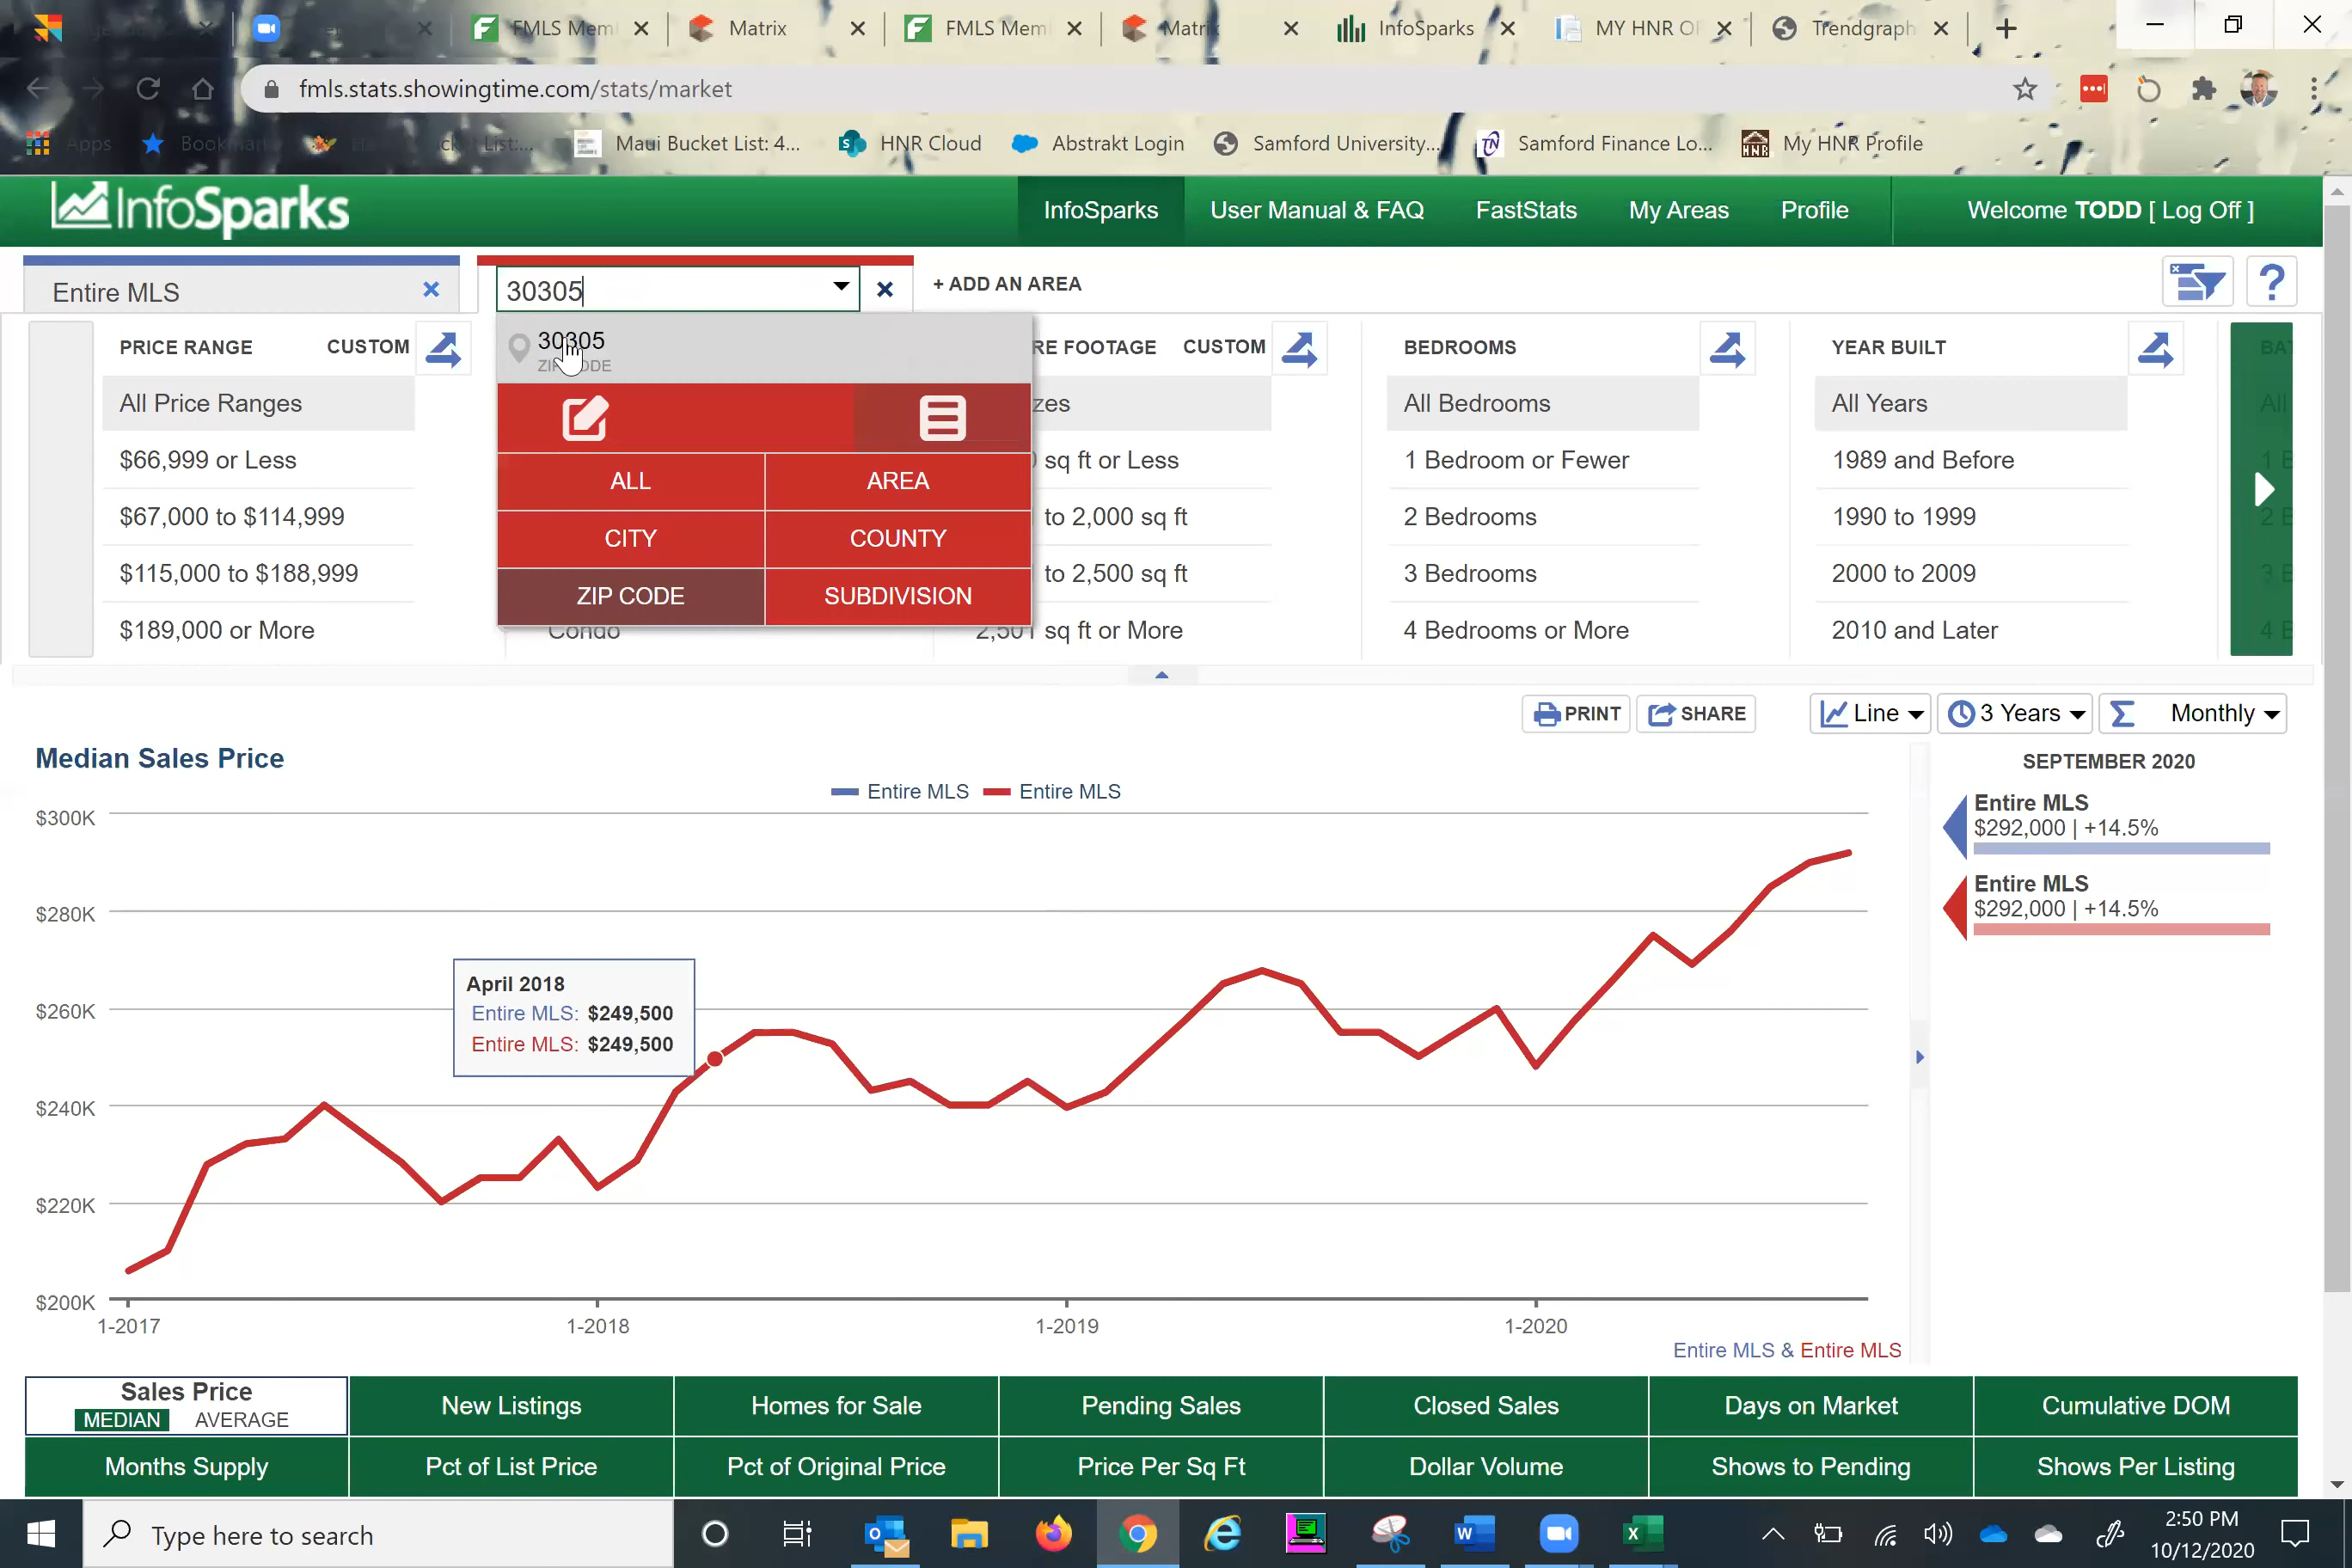 FMLS Mem
Matrix
FMLS Mem
Matrix
InfoSparks
MY HNR OP
Trendgraph
fmls.stats.showingtime.com/stats/market
Apps
Bookmar
Maui Bucket List: 4...
HNR Cloud
Abstrakt Login
Samford University...
Samford Finance Lo...
My HNR Profile
InfoSparks
InfoSparks
User Manual & FAQ
FastStats
My Areas
Profile
Welcome TODD [ Log Off ]
Entire MLS
30305
+ ADD AN AREA
30305
ZIP CODE
ALL
AREA
CITY
COUNTY
ZIP CODE
SUBDIVISION
PRICE RANGE
CUSTOM
All Price Ranges
$66,999 or Less
$67,000 to $114,999
$115,000 to $188,999
$189,000 or More
Condo
RE FOOTAGE
CUSTOM
zes
sq ft or Less
to 2,000 sq ft
to 2,500 sq ft
2,501 sq ft or More
BEDROOMS
All Bedrooms
1 Bedroom or Fewer
2 Bedrooms
3 Bedrooms
4 Bedrooms or More
YEAR BUILT
All Years
1989 and Before
1990 to 1999
2000 to 2009
2010 and Later
PRINT
SHARE
Line
3 Years
Monthly
Median Sales Price
Entire MLS
Entire MLS
$300K
$280K
$260K
$240K
$220K
$200K
April 2018
Entire MLS: $249,500
Entire MLS: $249,500
1-2017
1-2018
1-2019
1-2020
Entire MLS & Entire MLS
SEPTEMBER 2020
Entire MLS
$292,000 | +14.5%
Entire MLS
$292,000 | +14.5%
Sales Price
MEDIAN
AVERAGE
New Listings
Homes for Sale
Pending Sales
Closed Sales
Days on Market
Cumulative DOM
Months Supply
Pct of List Price
Pct of Original Price
Price Per Sq Ft
Dollar Volume
Shows to Pending
Shows Per Listing
Type here to search
2:50 PM
10/12/2020